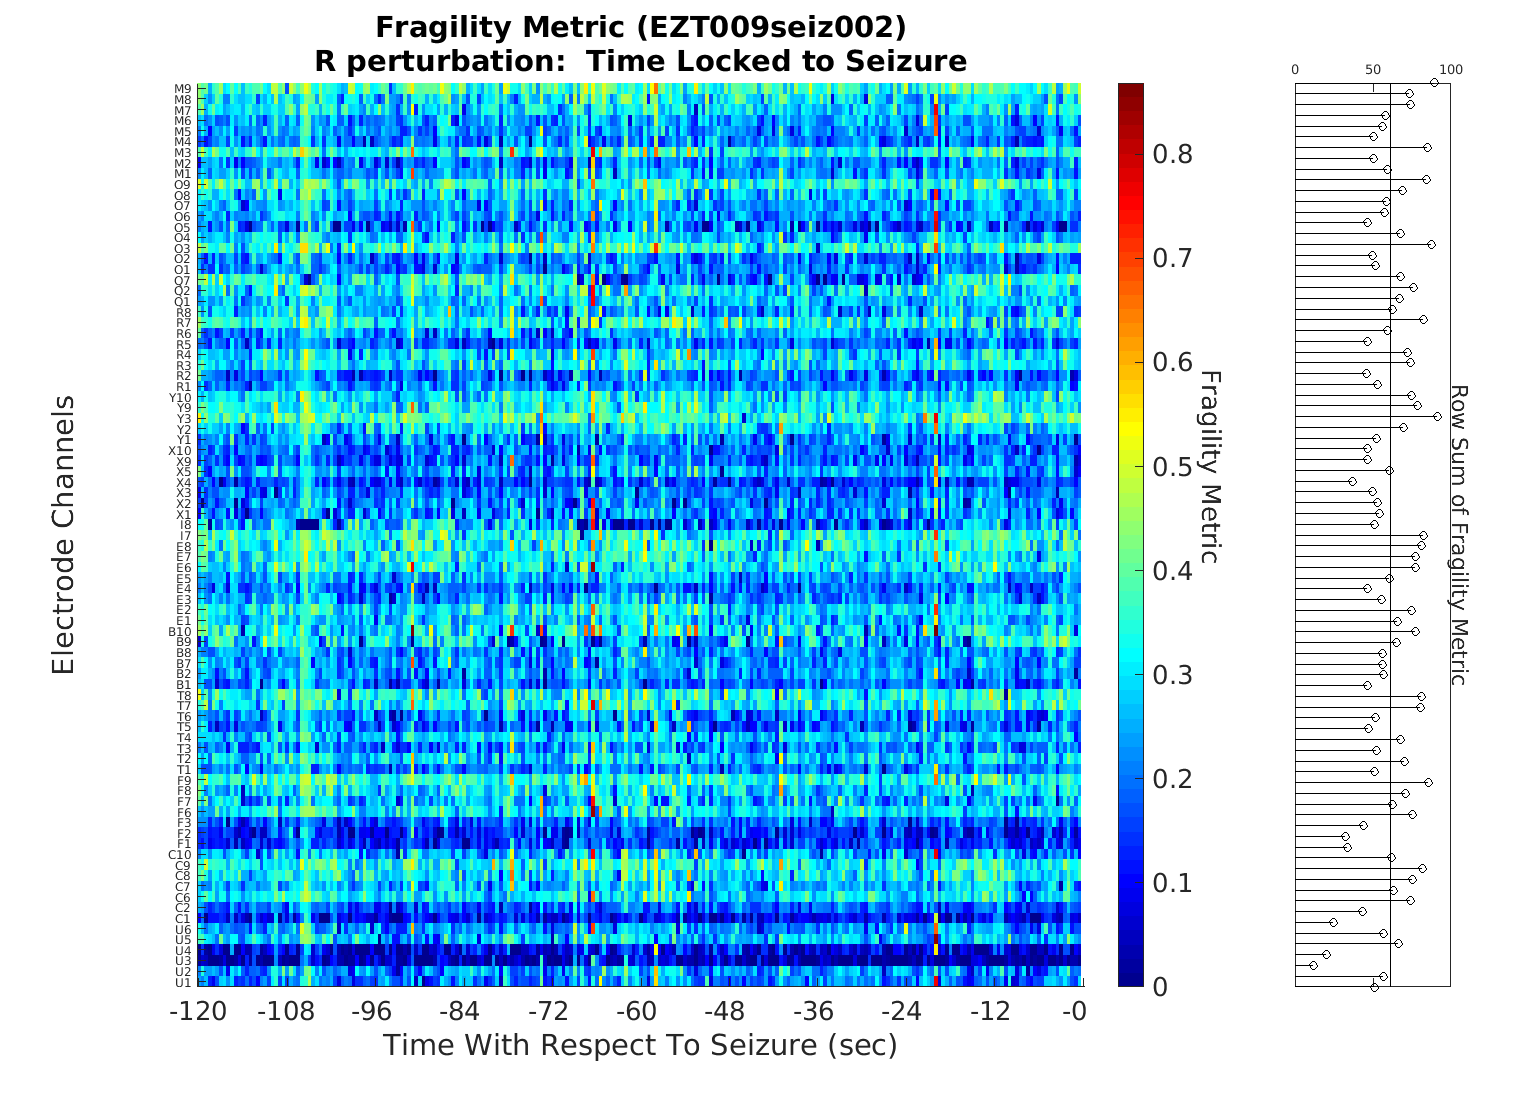 Fragility Metric (EZT009seiz002)
R perturbation: Time Locked to Seizure
Electrode Channels
M9
M8
M7
M6
M5
M4
M3
M2
M1
O9
O8
O7
O6
O5
O4
O3
O2
O1
Q7
Q2
Q1
R8
R7
R6
R5
R4
R3
R2
R1
Y10
Y9
Y3
Y2
Y1
X10
X9
X5
X4
X3
X2
X1
I8
I7
E8
E7
E6
E5
E4
E3
E2
E1
B10
B9
B8
B7
B2
B1
T8
T7
T6
T5
T4
T3
T2
T1
F9
F8
F7
F6
F3
F2
F1
C10
C9
C8
C7
C6
C2
C1
U6
U5
U4
U3
U2
U1
-120 -108 -96 -84 -72 -60 -48 -36 -24 -12 -0
Time With Respect To Seizure (sec)
0.8
0.7
0.6
0.5
0.4
0.3
0.2
0.1
0
Fragility Metric
0 50 100
Row Sum of Fragility Metric